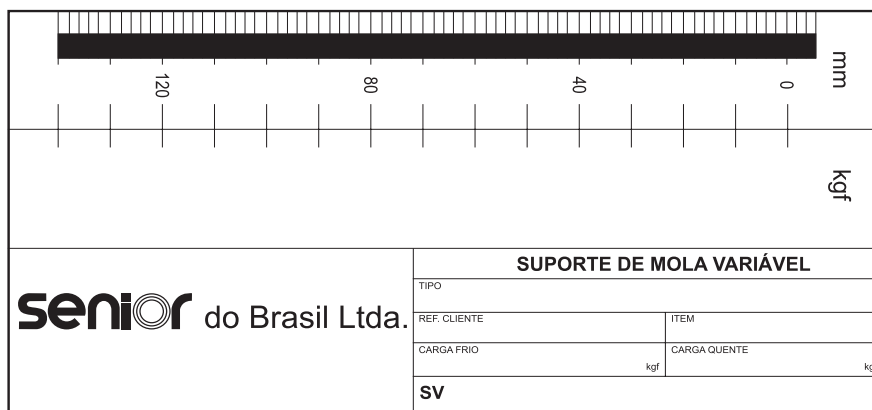 120 80 40 0 mm
kgf
senior do Brasil Ltda.
SUPORTE DE MOLA VARIÁVEL
TIPO
REF. CLIENTE ITEM
CARGA FRIO kgf CARGA QUENTE
SV